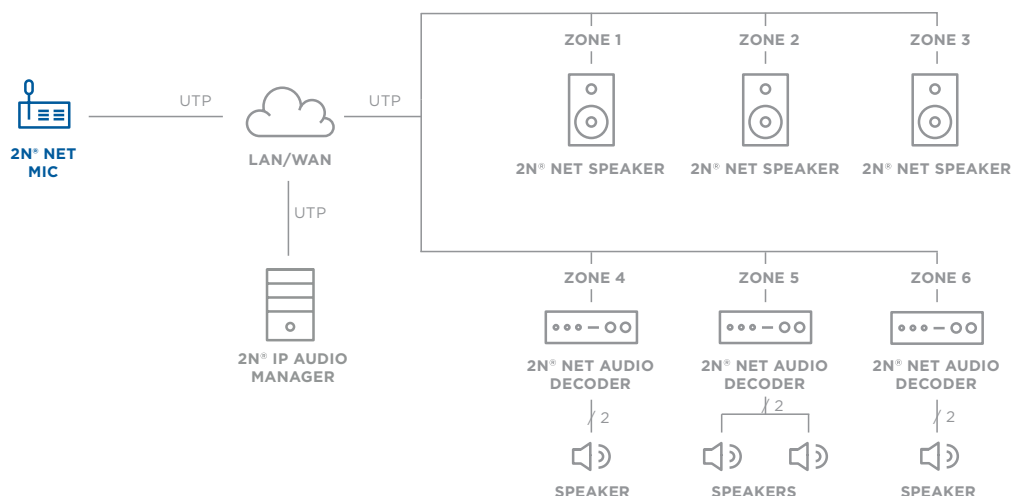 ZONE 1
ZONE 2
ZONE 3
UTP
UTP
2N® NET
MIC
LAN/WAN
2N® NET SPEAKER
2N® NET SPEAKER
2N® NET SPEAKER
UTP
ZONE 4
ZONE 5
ZONE 6
2N® IP AUDIO
MANAGER
2N® NET AUDIO
DECODER
2N® NET AUDIO
DECODER
2N® NET AUDIO
DECODER
2
2
2
SPEAKER
SPEAKERS
SPEAKER